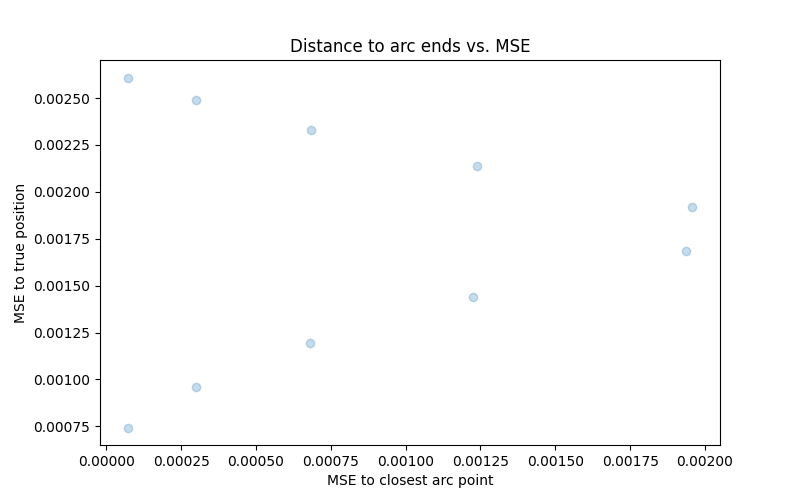 Distance to arc ends vs. MSE
MSE to true position
0.00250
0.00225
0.00200
0.00175
0.00150
0.00125
0.00100
0.00075
0.00000 0.00025 0.00050 0.00075 0.00100 0.00125 0.00150 0.00175 0.00200
MSE to closest arc point